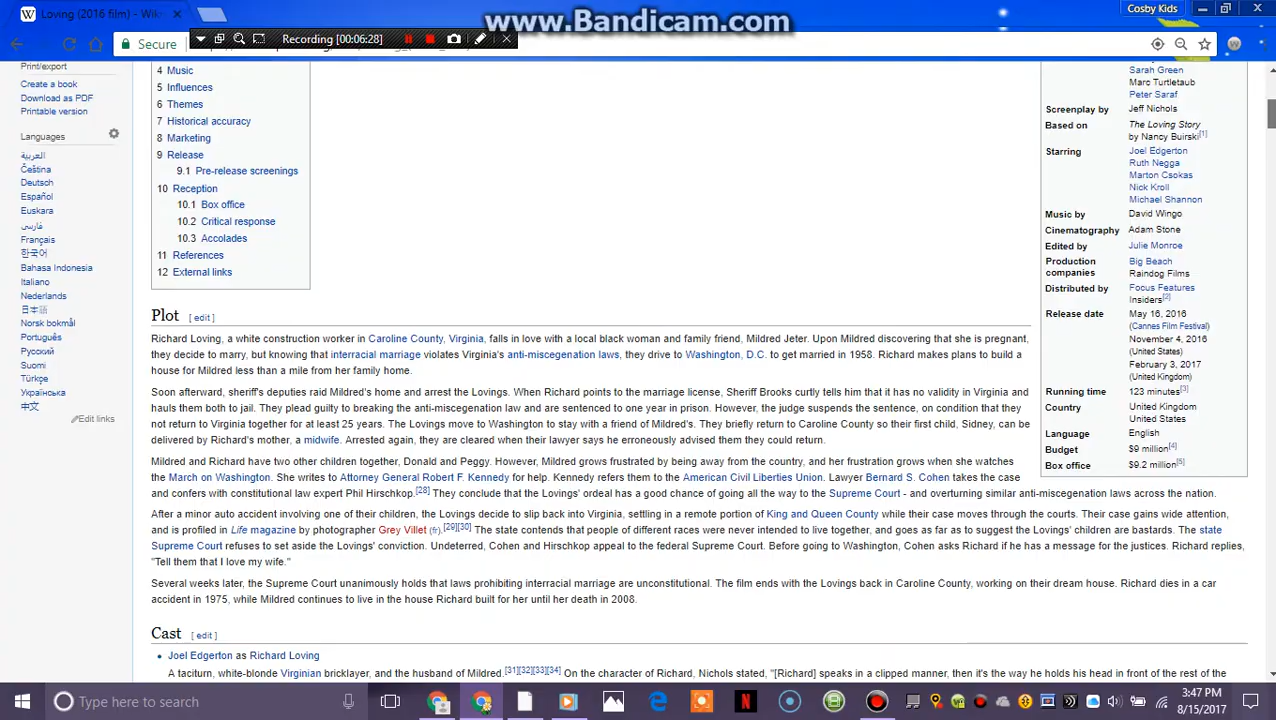 www.Bandicam.com
Loving (2016 film) - Wik
Cosby Kids
Recording [00:06:28]
Secure
Print/export
Create a book
Download as PDF
Printable version
Languages
العربية
Čeština
Deutsch
Español
Euskara
فارسی
Français
한국어
Bahasa Indonesia
Italiano
Nederlands
日本語
Norsk bokmål
Português
Русский
Suomi
Türkçe
Українська
中文
Edit links
4 Music
5 Influences
6 Themes
7 Historical accuracy
8 Marketing
9 Release
9.1 Pre-release screenings
10 Reception
10.1 Box office
10.2 Critical response
10.3 Accolades
11 References
12 External links
Sarah Green
Marc Turtletaub
Peter Saraf
Screenplay by Jeff Nichols
Based on The Loving Story
by Nancy Buirski[1]
Starring Joel Edgerton
Ruth Negga
Marton Csokas
Nick Kroll
Michael Shannon
Music by David Wingo
Cinematography Adam Stone
Edited by Julie Monroe
Production companies Big Beach
Raindog Films
Distributed by Focus Features
Insiders[2]
Release date May 16, 2016
(Cannes Film Festival)
November 4, 2016
(United States)
February 3, 2017
(United Kingdom)
Running time 123 minutes[3]
Country United Kingdom
United States
Language English
Budget $9 million[4]
Box office $9.2 million[5]
Plot [ edit ]
Richard Loving, a white construction worker in Caroline County, Virginia, falls in love with a local black woman and family friend, Mildred Jeter. Upon Mildred discovering that she is pregnant,
they decide to marry, but knowing that interracial marriage violates Virginia's anti-miscegenation laws, they drive to Washington, D.C. to get married in 1958. Richard makes plans to build a
house for Mildred less than a mile from her family home.
Soon afterward, sheriff's deputies raid Mildred's home and arrest the Lovings. When Richard points to the marriage license, Sheriff Brooks curtly tells him that it has no validity in Virginia and
hauls them both to jail. They plead guilty to breaking the anti-miscegenation law and are sentenced to one year in prison. However, the judge suspends the sentence, on condition that they
not return to Virginia together for at least 25 years. The Lovings move to Washington to stay with a friend of Mildred's. They briefly return to Caroline County so their first child, Sidney, can be
delivered by Richard's mother, a midwife. Arrested again, they are cleared when their lawyer says he erroneously advised them they could return.
Mildred and Richard have two other children together, Donald and Peggy. However, Mildred grows frustrated by being away from the country, and her frustration grows when she watches
the March on Washington. She writes to Attorney General Robert F. Kennedy for help. Kennedy refers them to the American Civil Liberties Union. Lawyer Bernard S. Cohen takes the case
and confers with constitutional law expert Phil Hirschkop.[28] They conclude that the Lovings' ordeal has a good chance of going all the way to the Supreme Court - and overturning similar anti-miscegenation laws across the nation.
After a minor auto accident involving one of their children, the Lovings decide to slip back into Virginia, settling in a remote portion of King and Queen County while their case moves through the courts. Their case gains wide attention,
and is profiled in Life magazine by photographer Grey Villet (fr).[29][30] The state contends that people of different races were never intended to live together, and goes as far as to suggest the Lovings' children are bastards. The state
Supreme Court refuses to set aside the Lovings' conviction. Undeterred, Cohen and Hirschkop appeal to the federal Supreme Court. Before going to Washington, Cohen asks Richard if he has a message for the justices. Richard replies,
"Tell them that I love my wife."
Several weeks later, the Supreme Court unanimously holds that laws prohibiting interracial marriage are unconstitutional. The film ends with the Lovings back in Caroline County, working on their dream house. Richard dies in a car
accident in 1975, while Mildred continues to live in the house Richard built for her until her death in 2008.
Cast [ edit ]
Joel Edgerton as Richard Loving
A taciturn, white-blonde Virginian bricklayer, and the husband of Mildred.[31][32][33][34] On the character of Richard, Nichols stated, "[Richard] speaks in a clipped manner, then it's the way he holds his head in front of the rest of the
Type here to search
3:47 PM
8/15/2017